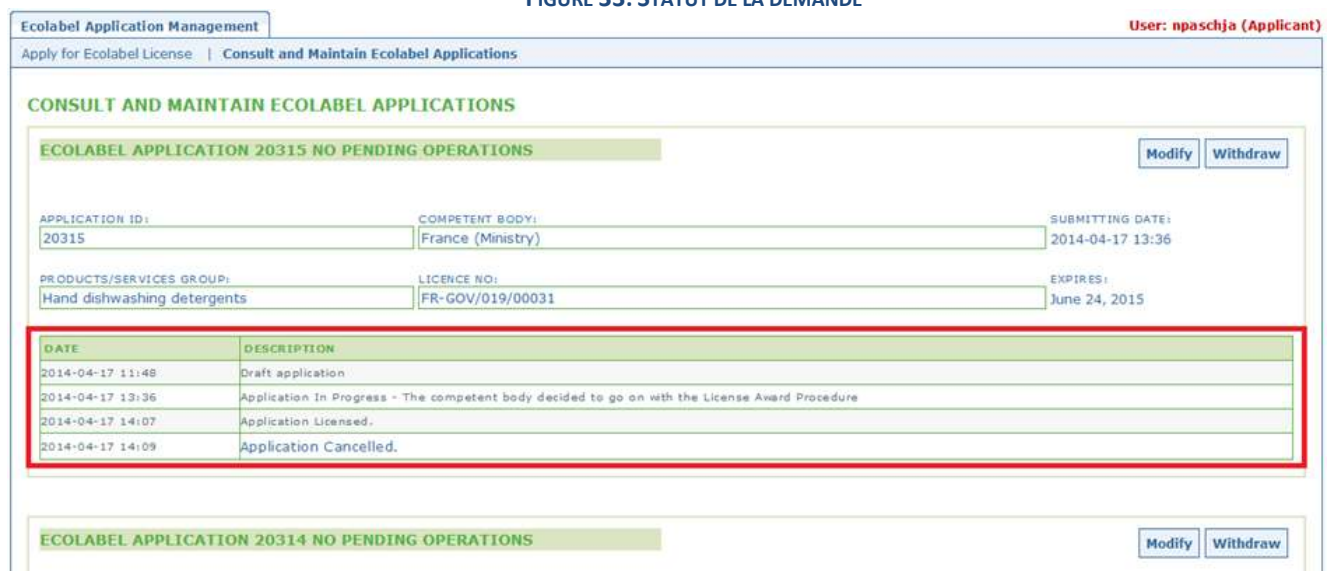 FIGURE 33: STATUT DE LA DEMANDE
Ecolabel Application Management
User: npaschja (Applicant)
Apply for Ecolabel License | Consult and Maintain Ecolabel Applications
CONSULT AND MAINTAIN ECOLABEL APPLICATIONS
ECOLABEL APPLICATION 20315 NO PENDING OPERATIONS
Modify Withdraw
APPLICATION ID: COMPETENT BODY: SUBMITTING DATE:
20315 France (Ministry) 2014-04-17 13:36
PRODUCTS/SERVICES GROUP: LICENCE NO: EXPIRES:
Hand dishwashing detergents FR-GOV/019/00031 June 24, 2015
DATE DESCRIPTION
2014-04-17 11:48 Draft application
2014-04-17 13:36 Application In Progress - The competent body decided to go on with the License Award Procedure
2014-04-17 14:07 Application Licensed.
2014-04-17 14:09 Application Cancelled.
ECOLABEL APPLICATION 20314 NO PENDING OPERATIONS
Modify Withdraw